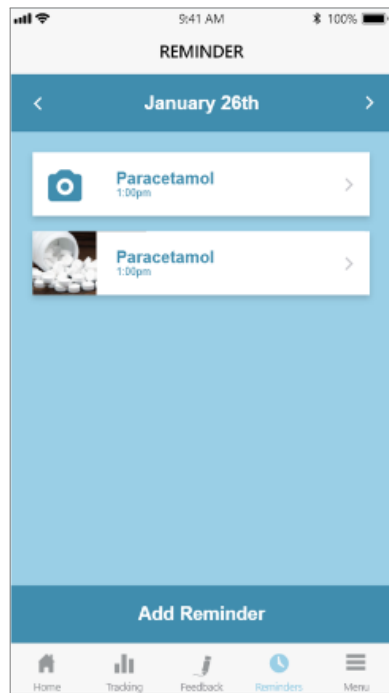 9:41 AM
100%
REMINDER
January 26th
Paracetamol
1:00pm
Paracetamol
1:00pm
Add Reminder
Home Tracking Feedback Reminders Menu